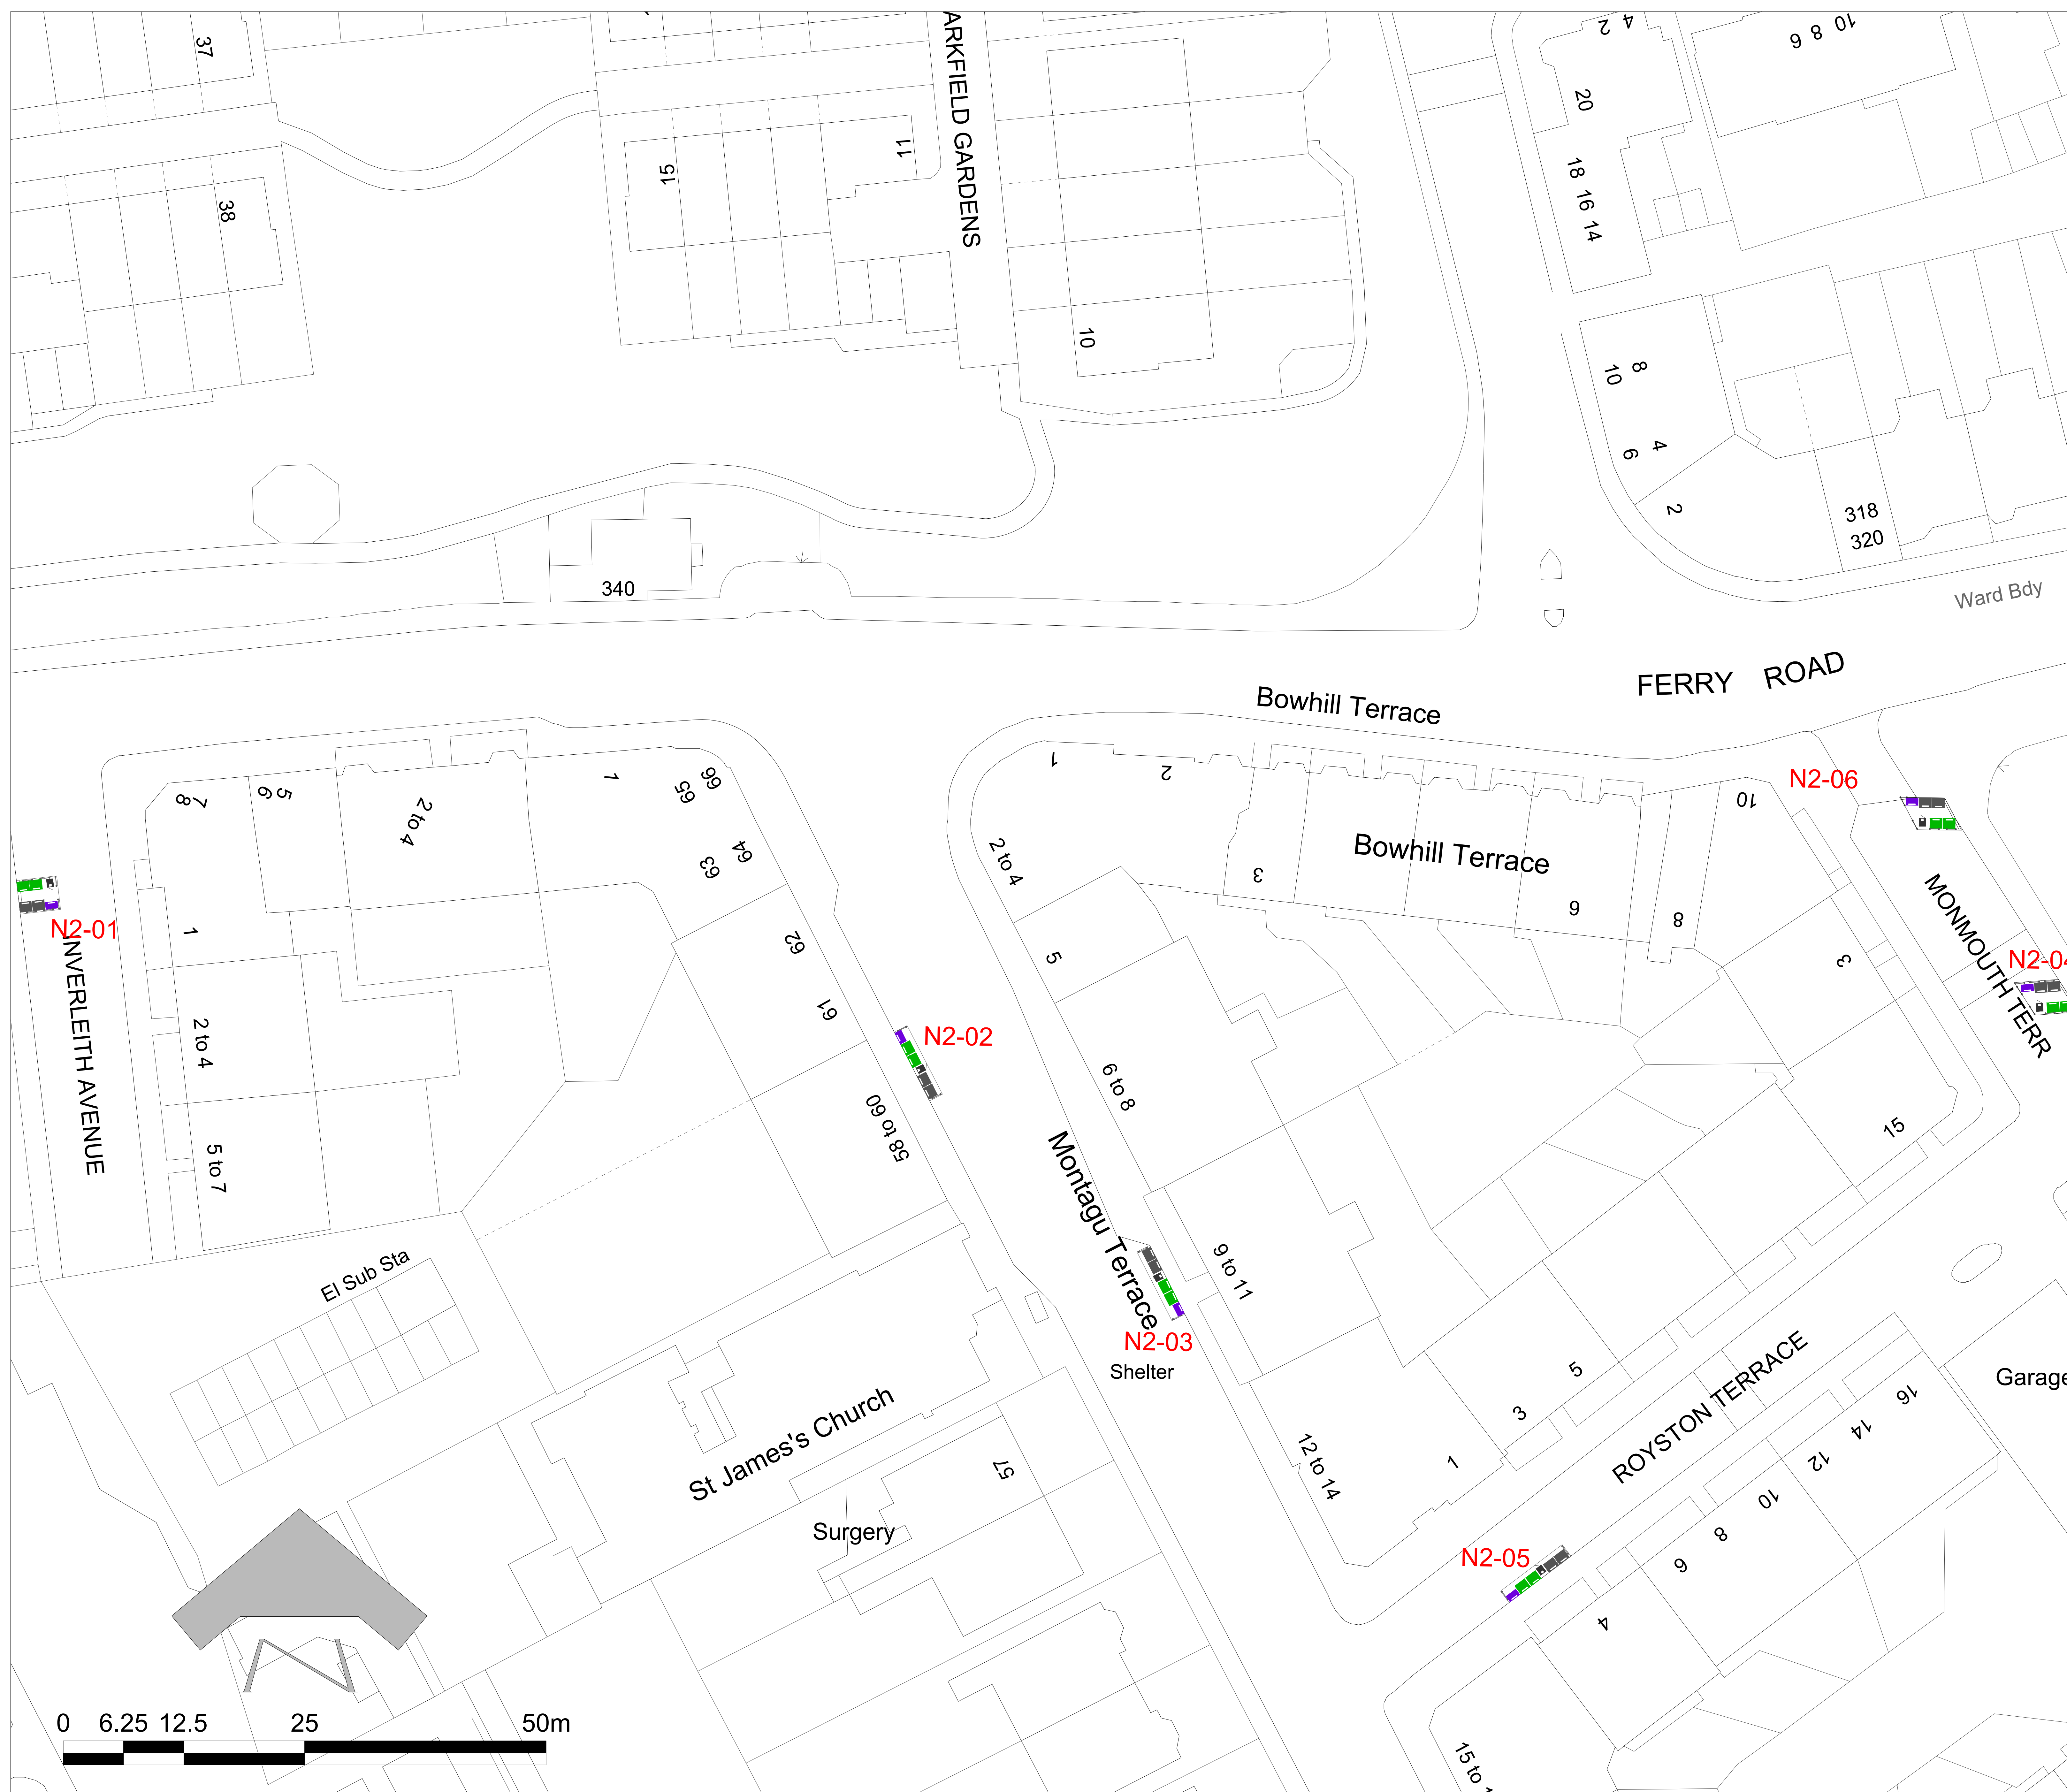 37
2
4
6 8 10
ARKFIELD GARDENS
20
11
15
18 16 14
38
10
8
10
4
6
2
318
320
340
Ward Bdy
FERRY ROAD
Bowhill Terrace
N2-06
1
2
10
1
66
65
7
8
5
6
2 to 4
64
63
2 to 4
Bowhill Terrace
3
6
8
MONMOUTH TERR
N2-01
1
INVERLEITH AVENUE
62
5
3
N2-04
61
N2-02
2 to 4
6 to 8
58 to 60
15
5 to 7
Montagu Terrace
9 to 11
El Sub Sta
N2-03
Shelter
ROYSTON TERRACE
Garage
5
3
1
16
14
12
10
8
6
4
St James's Church
12 to 14
57
Surgery
N2-05
N
0 6.25 12.5 25 50m
15 to